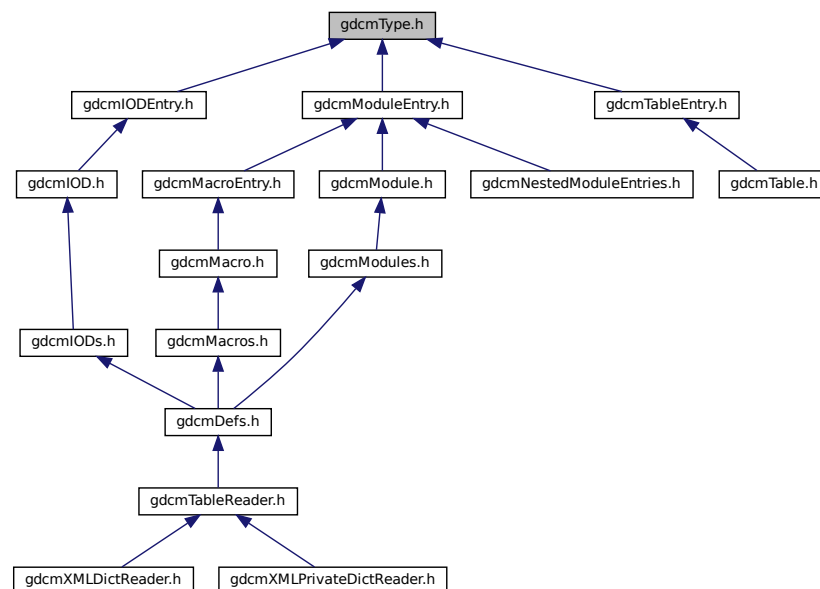 gdcmType.h
gdcmIODEntry.h
gdcmModuleEntry.h
gdcmTableEntry.h
gdcmIOD.h
gdcmMacroEntry.h
gdcmModule.h
gdcmNestedModuleEntries.h
gdcmTable.h
gdcmMacro.h
gdcmModules.h
gdcmIODs.h
gdcmMacros.h
gdcmDefs.h
gdcmTableReader.h
gdcmXMLDictReader.h
gdcmXMLPrivateDictReader.h